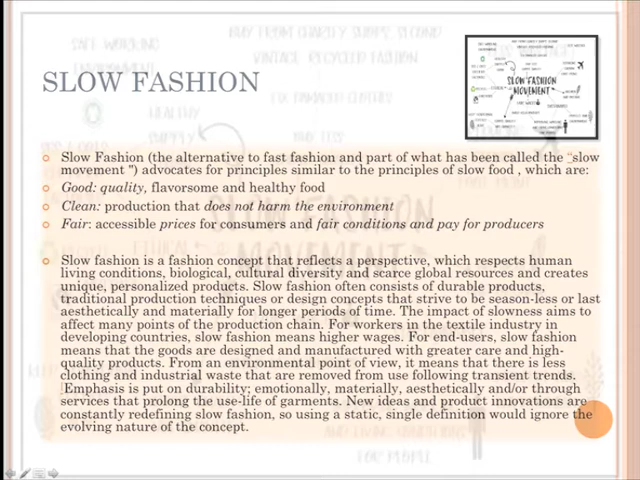 SLOW FASHION
Slow Fashion (the alternative to fast fashion and part of what has been called the "slow
movement ") advocates for principles similar to the principles of slow food , which are:
Good: quality, flavorsome and healthy food
Clean: production that does not harm the environment
Fair: accessible prices for consumers and fair conditions and pay for producers
Slow fashion is a fashion concept that reflects a perspective, which respects human
living conditions, biological, cultural diversity and scarce global resources and creates
unique, personalized products. Slow fashion often consists of durable products,
traditional production techniques or design concepts that strive to be season-less or last
aesthetically and materially for longer periods of time. The impact of slowness aims to
affect many points of the production chain. For workers in the textile industry in
developing countries, slow fashion means higher wages. For end-users, slow fashion
means that the goods are designed and manufactured with greater care and high-
quality products. From an environmental point of view, it means that there is less
clothing and industrial waste that are removed from use following transient trends.
Emphasis is put on durability; emotionally, materially, aesthetically and/or through
services that prolong the use-life of garments. New ideas and product innovations are
constantly redefining slow fashion, so using a static, single definition would ignore the
evolving nature of the concept.
SLOW FASHION
MOVEMENT
VINTAGE RECYCLED FASHION
FOR PEOPLE